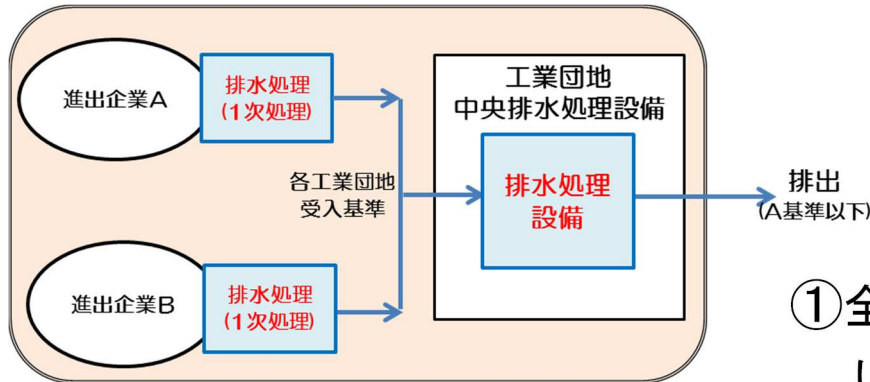 進出企業A
排水処理
(1次処理)
工業団地
中央排水処理設備
各工業団地
受入基準
排水処理
設備
排出
(A基準以下)
進出企業B
排水処理
(1次処理)
①全